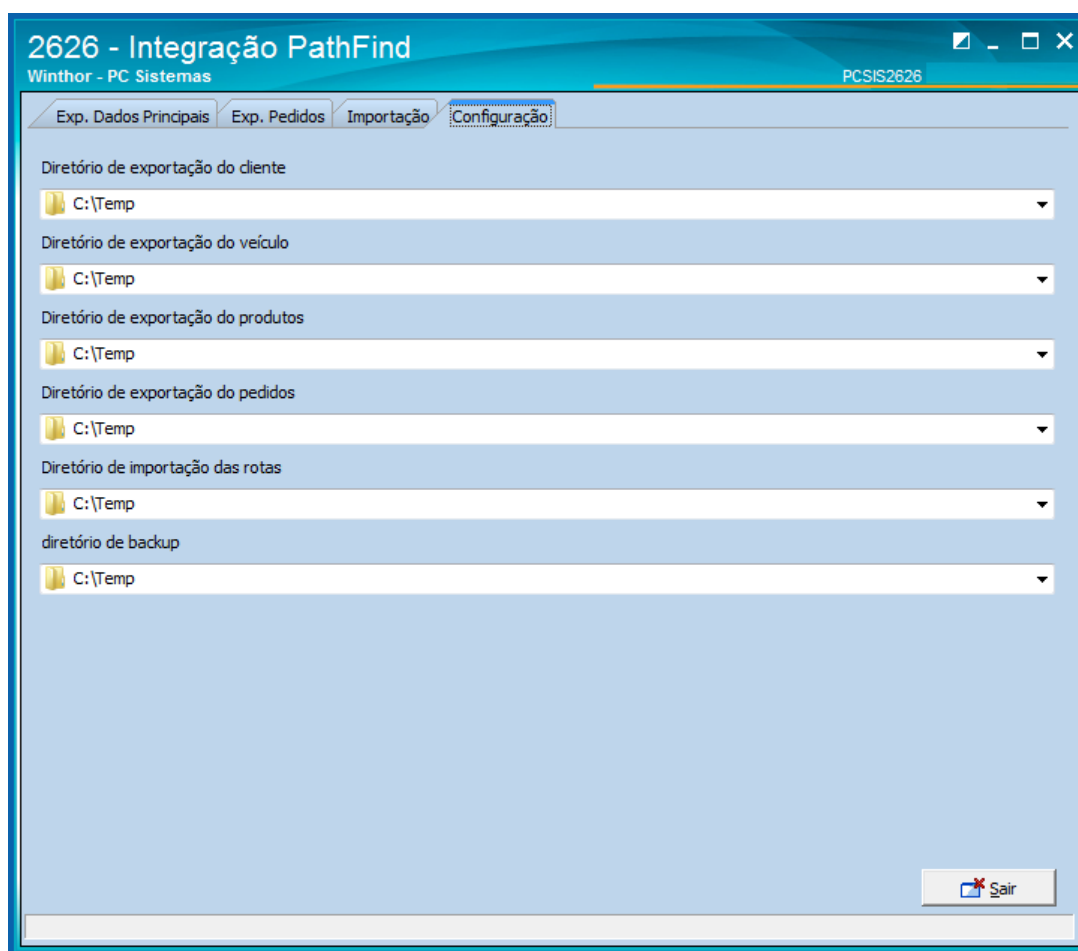 2626 - Integração PathFind
Winthor - PC Sistemas
PCSIS2626
Exp. Dados Principais Exp. Pedidos Importação Configuração
Diretório de exportação do cliente
C:\Temp
Diretório de exportação do veículo
C:\Temp
Diretório de exportação do produtos
C:\Temp
Diretório de exportação do pedidos
C:\Temp
Diretório de importação das rotas
C:\Temp
diretório de backup
C:\Temp
Sair